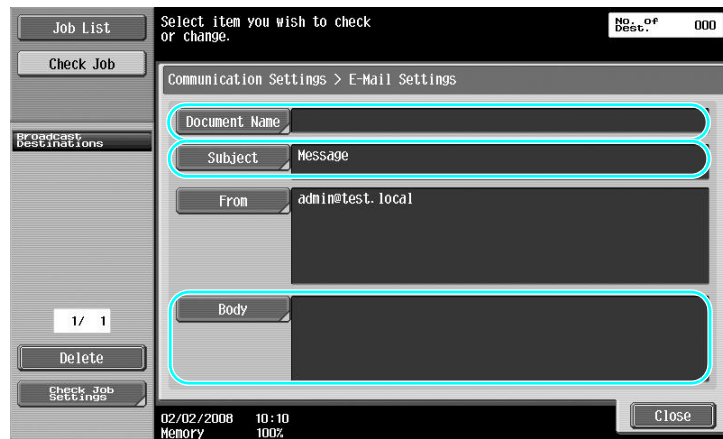 Job List
Check Job
Select item you wish to check
or change.
No. of
Dest.
000
Communication Settings > E-Mail Settings
Broadcast
Destinations
Document Name
Subject
Message
From
admin@test.local
Body
1/ 1
Delete
Check Job
Settings
02/02/2008 10:10
Memory 100%
Close